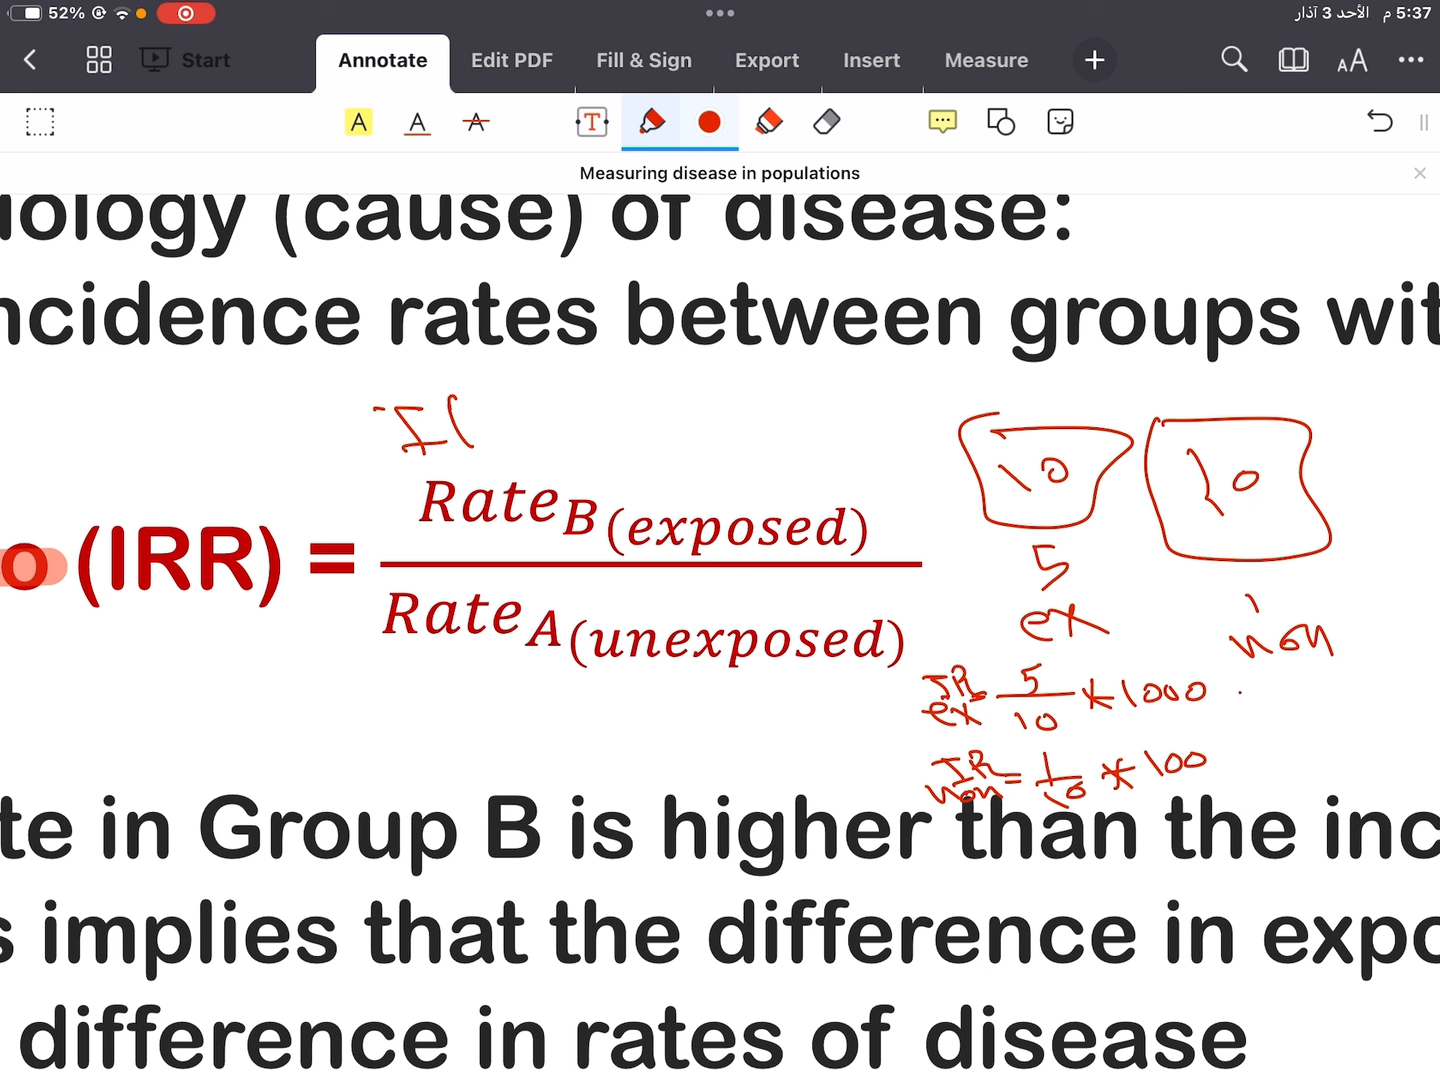 52%
5:37 م الأحد 3 آذار
Start
Annotate
Edit PDF
Fill & Sign
Export
Insert
Measure
Measuring disease in populations
iology (cause) of disease:
ncidence rates between groups wit
o (IRR) = Rate B (exposed)
Rate A (unexposed)
10
10
5
1
ex
non
IR ex = 5/10 * 1000
IR non = 1/10 * 100
te in Group B is higher than the inc
s implies that the difference in expo
difference in rates of disease